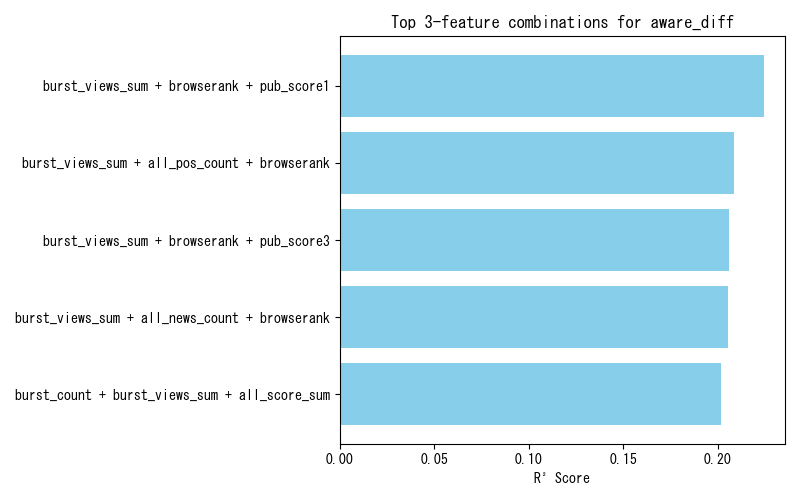 Top 3-feature combinations for aware_diff
burst_views_sum + browserank + pub_score1
burst_views_sum + all_pos_count + browserank
burst_views_sum + browserank + pub_score3
burst_views_sum + all_news_count + browserank
burst_count + burst_views_sum + all_score_sum
0.00 0.05 0.10 0.15 0.20
R² Score